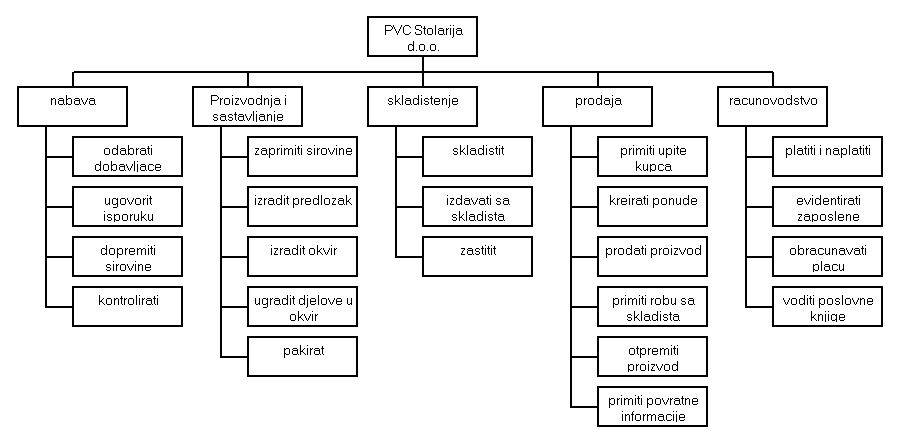 PVC Stolarija
d.o.o.
nabava
odabrati
dobavljace
ugovorit
isporuku
dopremiti
sirovine
kontrolirati
Proizvodnja i
sastavljanje
zaprimiti sirovine
izradit predlozak
izradit okvir
ugradit djelove u
okvir
pakirat
skladistenje
skladistit
izdavati sa
skladista
zastitit
prodaja
primiti upite
kupca
kreirati ponude
prodati proizvod
primiti robu sa
skladista
otpremiti
proizvod
primiti povratne
informacije
racunovodstvo
platiti i naplatiti
evidentirati
zaposlene
obracunavati
placu
voditi poslovne
knjige